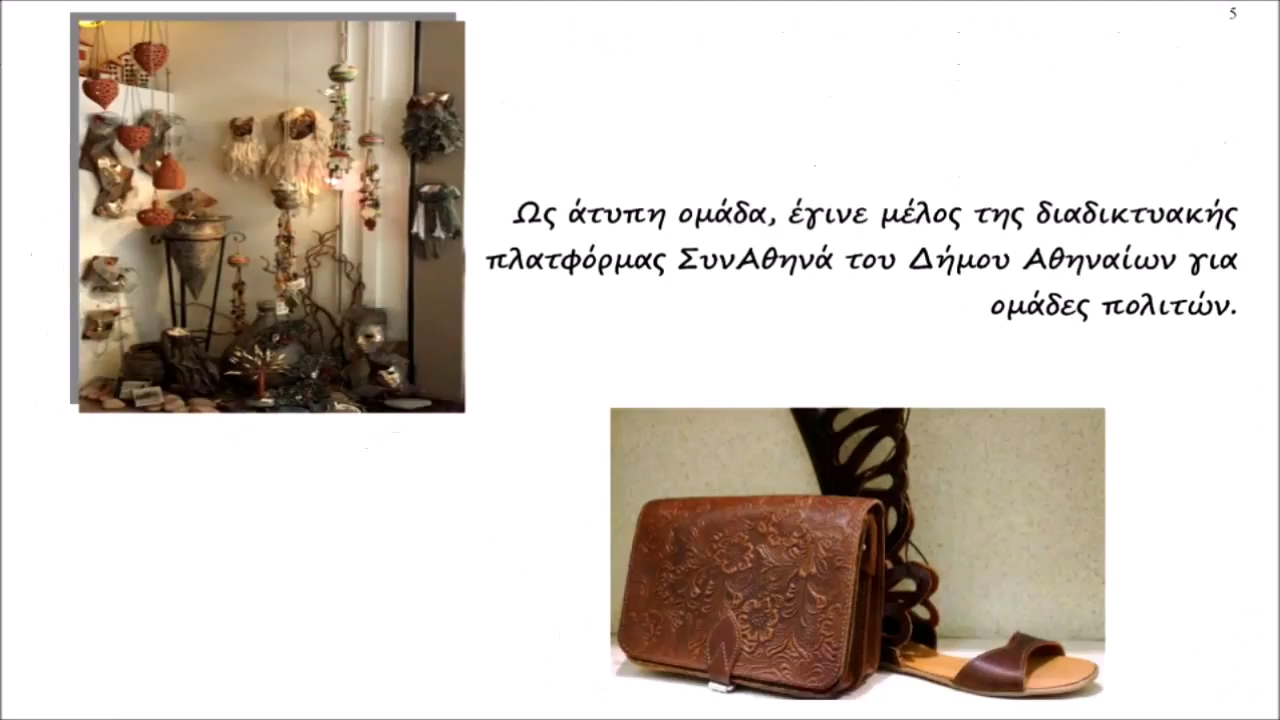 5
Ως άτυπη ομάδα, έγινε μέλος της διαδικτυακής
πλατφόρμας ΣυνΑθηνά του Δήμου Αθηναίων για
ομάδες πολιτών.